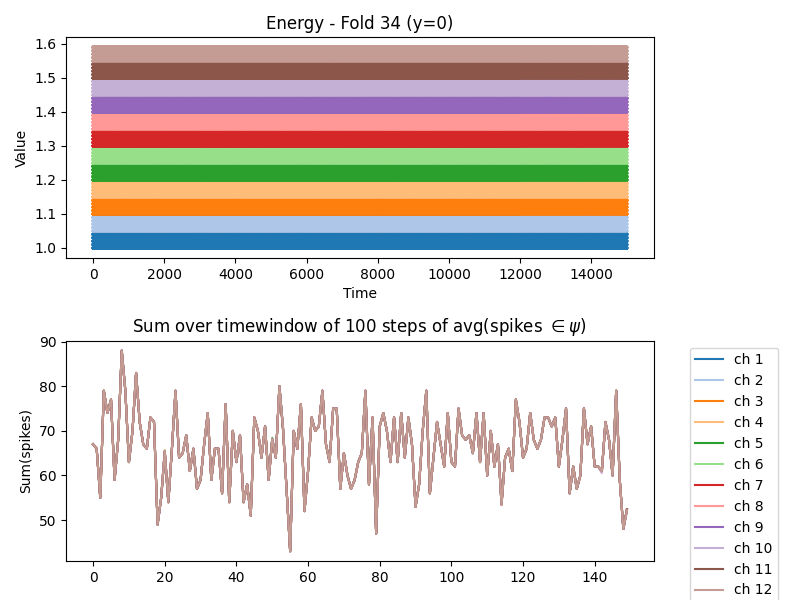 Energy - Fold 34 (y=0)
1.6
1.5
1.4
1.3
1.2
1.1
1.0
Value
0 2000 4000 6000 8000 10000 12000 14000
Time
Sum over timewindow of 100 steps of avg(spikes ∈ ψ)
90
80
70
60
50
Sum(spikes)
0 20 40 60 80 100 120 140
ch 1
ch 2
ch 3
ch 4
ch 5
ch 6
ch 7
ch 8
ch 9
ch 10
ch 11
ch 12